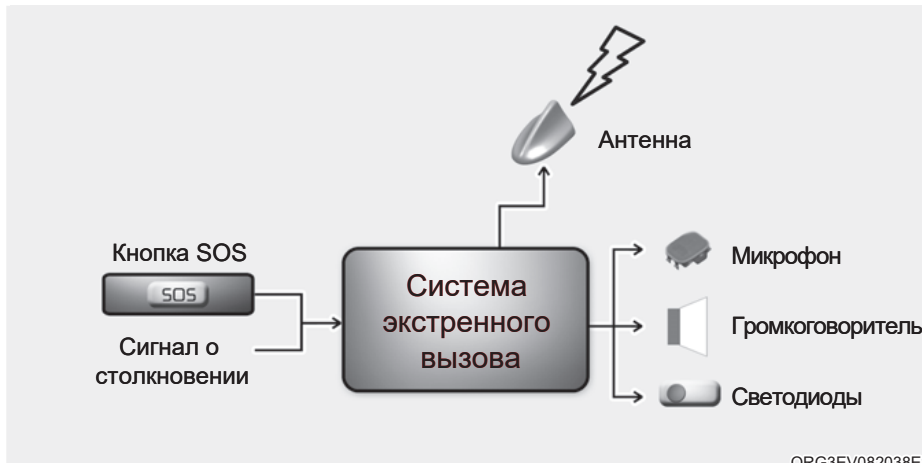 Антенна
Кнопка SOS
SOS
Сигнал о
столкновении
Система
экстренного
вызова
Микрофон
Громкоговоритель
Светодиоды